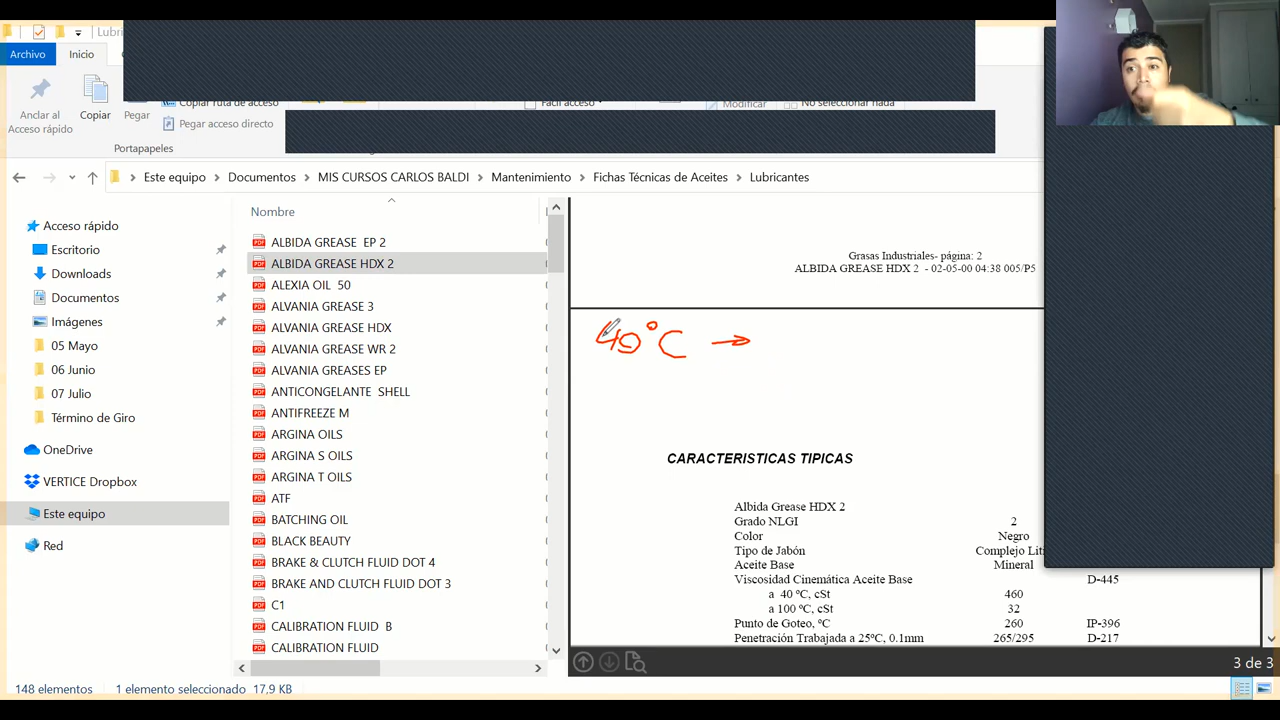 Lubri
Archivo
Inicio
Anclar al
Acceso rápido
Copiar
Pegar
Copiar ruta de acceso
Pegar acceso directo
Portapapeles
Fácil acceso
Modificar
No seleccionar nada
Este equipo > Documentos > MIS CURSOS CARLOS BALDI > Mantenimiento > Fichas Técnicas de Aceites > Lubricantes
Acceso rápido
Escritorio
Downloads
Documentos
Imágenes
05 Mayo
06 Junio
07 Julio
Término de Giro
OneDrive
VERTICE Dropbox
Este equipo
Red
Nombre
ALBIDA GREASE EP 2
ALBIDA GREASE HDX 2
ALEXIA OIL 50
ALVANIA GREASE 3
ALVANIA GREASE HDX
ALVANIA GREASE WR 2
ALVANIA GREASES EP
ANTICONGELANTE SHELL
ANTIFREEZE M
ARGINA OILS
ARGINA S OILS
ARGINA T OILS
ATF
BATCHING OIL
BLACK BEAUTY
BRAKE & CLUTCH FLUID DOT 4
BRAKE AND CLUTCH FLUID DOT 3
C1
CALIBRATION FLUID B
CALIBRATION FLUID
Grasas Industriales- página: 2
ALBIDA GREASE HDX 2 - 02-05-00 04:38 005/P5
40°C →
CARACTERISTICAS TIPICAS
Albida Grease HDX 2
Grado NLGI 2
Color Negro
Tipo de Jabón Complejo Lit
Aceite Base Mineral
Viscosidad Cinemática Aceite Base D-445
a 40 ºC, cSt 460
a 100 ºC, cSt 32
Punto de Goteo, ºC 260 IP-396
Penetración Trabajada a 25ºC, 0.1mm 265/295 D-217
3 de 3
148 elementos
1 elemento seleccionado 17,9 KB